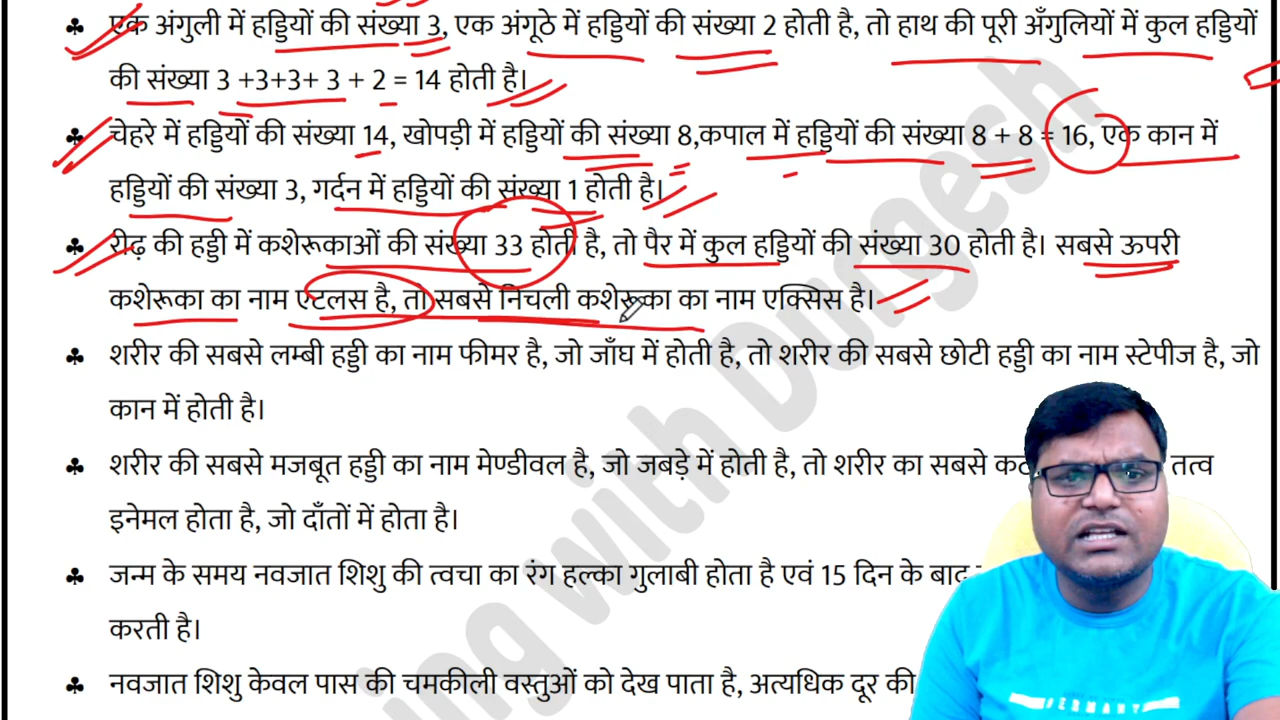 ♣ एक अंगुली में हड्डियों की संख्या 3, एक अंगूठे में हड्डियों की संख्या 2 होती है, तो हाथ की पूरी अँगुलियों में कुल हड्डियों
की संख्या 3 +3+3+ 3 + 2 = 14 होती है।
♣ चेहरे में हड्डियों की संख्या 14, खोपड़ी में हड्डियों की संख्या 8,कपाल में हड्डियों की संख्या 8 + 8 = 16, एक कान में
हड्डियों की संख्या 3, गर्दन में हड्डियों की संख्या 1 होती है।
♣ रीढ़ की हड्डी में कशेरूकाओं की संख्या 33 होती है, तो पैर में कुल हड्डियों की संख्या 30 होती है। सबसे ऊपरी
कशेरूका का नाम एटलस है, तो सबसे निचली कशेरूका का नाम एक्सिस है।
♣ शरीर की सबसे लम्बी हड्डी का नाम फीमर है, जो जाँघ में होती है, तो शरीर की सबसे छोटी हड्डी का नाम स्टेपीज है, जो
कान में होती है।
♣ शरीर की सबसे मजबूत हड्डी का नाम मेण्डीवल है, जो जबड़े में होती है, तो शरीर का सबसे तत्व
इनेमल होता है, जो दाँतों में होता है।
♣ जन्म के समय नवजात शिशु की त्वचा का रंग हल्का गुलाबी होता है एवं 15 दिन के बाद
करती है।
♣ नवजात शिशु केवल पास की चमकीली वस्तुओं को देख पाता है, अत्यधिक दूर की
ing with Durgesh